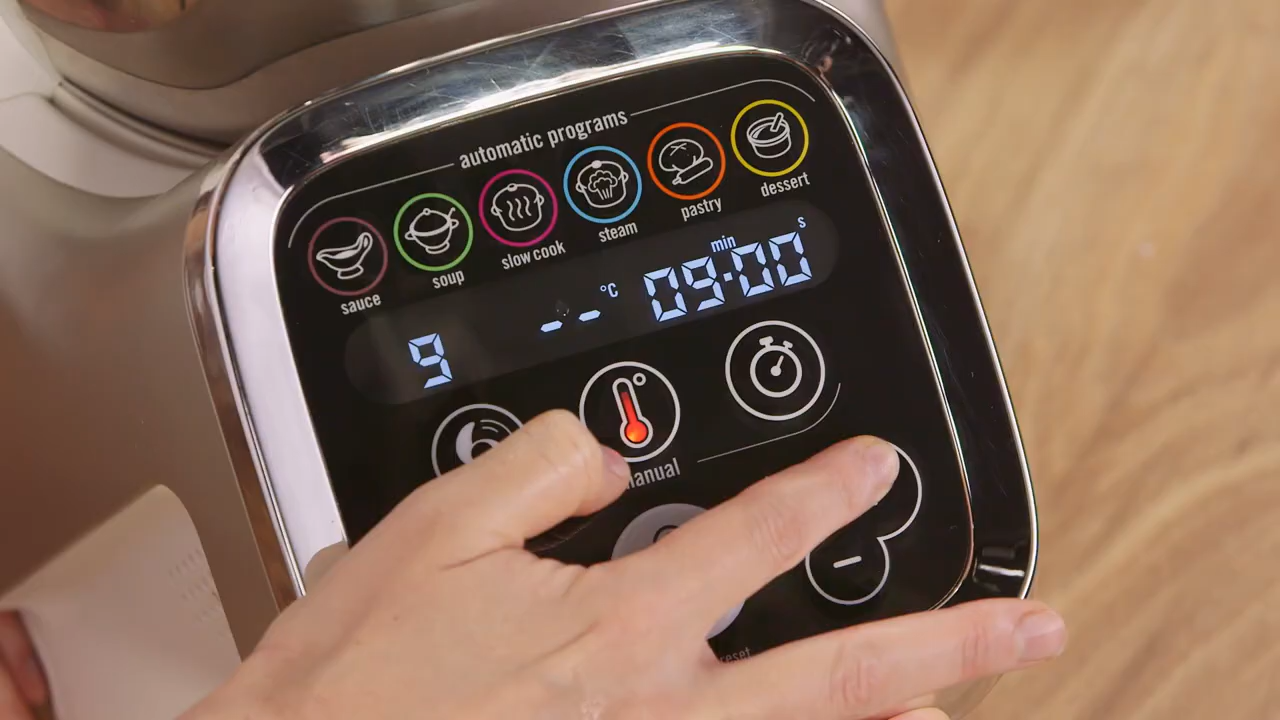 automatic programs
sauce
soup
slow cook
steam
pastry
dessert
9
-- °C
09:00
min
s
manual
-
reset